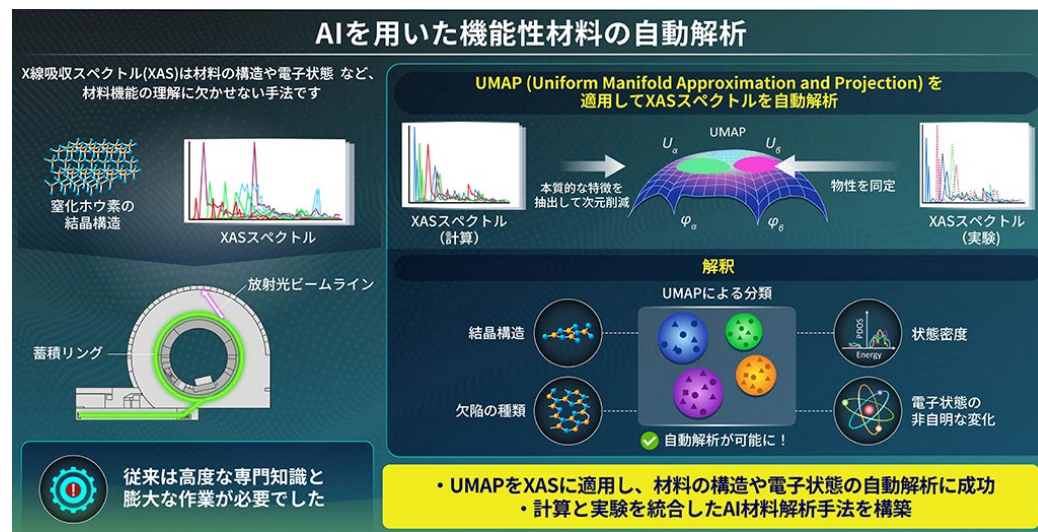 AIを用いた機能性材料の自動解析
X線吸収スペクトル(XAS)は材料の構造や電子状態 など、
材料機能の理解に欠かせない手法です
窒化ホウ素の
結晶構造
XASスペクトル
放射光ビームライン
蓄積リング
従来は高度な専門知識と
膨大な作業が必要でした
UMAP (Uniform Manifold Approximation and Projection) を
適用してXASスペクトルを自動解析
XASスペクトル
(計算)
本質的な特徴を
抽出して次元削減
UMAP
Uα
Uβ
φα
φβ
物性を同定
XASスペクトル
(実験)
解釈
UMAPによる分類
結晶構造
欠陥の種類
PDOS
Energy
状態密度
電子状態の
非自明な変化
自動解析が可能に！
・UMAPをXASに適用し、材料の構造や電子状態の自動解析に成功
・計算と実験を統合したAI材料解析手法を構築